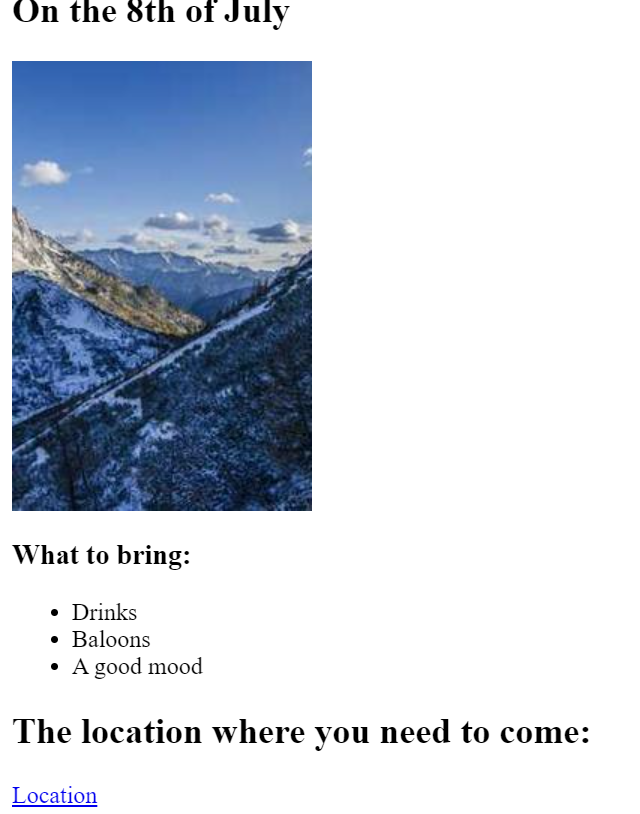 On the 8th of July
What to bring:
Drinks
Baloons
A good mood
The location where you need to come:
Location